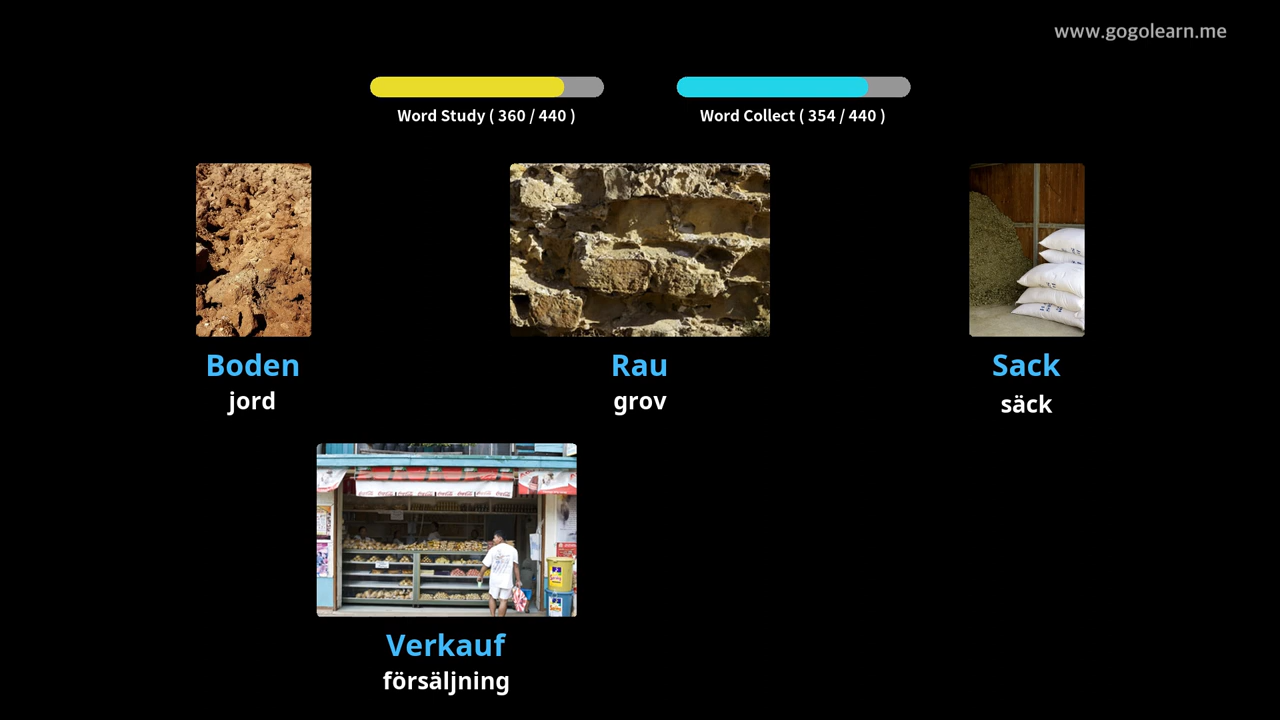 www.gogolearn.me
Word Study ( 360 / 440 )
Word Collect ( 354 / 440 )
Boden
jord
Rau
grov
Sack
säck
Verkauf
försäljning